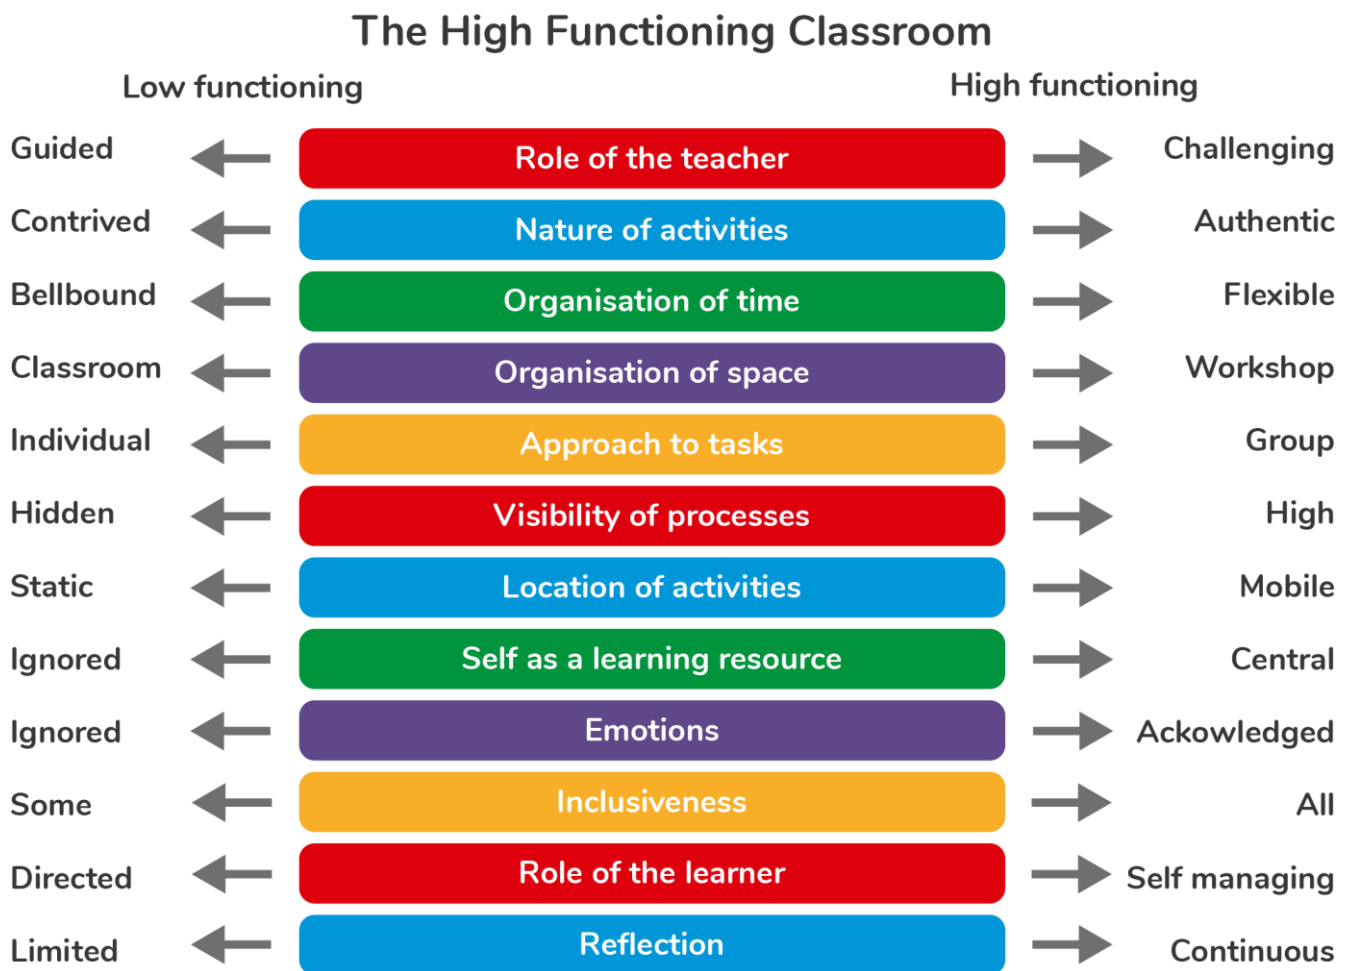 The High Functioning Classroom
Low functioning High functioning
Guided Role of the teacher Challenging
Contrived Nature of activities Authentic
Bellbound Organisation of time Flexible
Classroom Organisation of space Workshop
Individual Approach to tasks Group
Hidden Visibility of processes High
Static Location of activities Mobile
Ignored Self as a learning resource Central
Ignored Emotions Ackowledged
Some Inclusiveness All
Directed Role of the learner Self managing
Limited Reflection Continuous